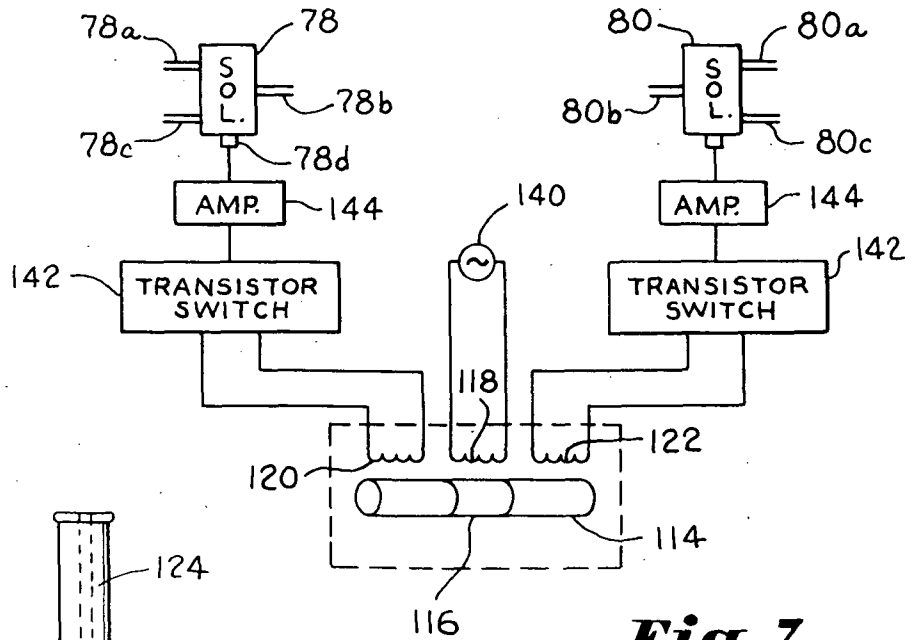 78a
78
80
80a
S
O
L.
S
O
L.
78b
80b
78c
78d
80c
AMP.
144
140
AMP.
144
142
TRANSISTOR
SWITCH
142
TRANSISTOR
SWITCH
118
120
122
124
114
116
Fig. 7